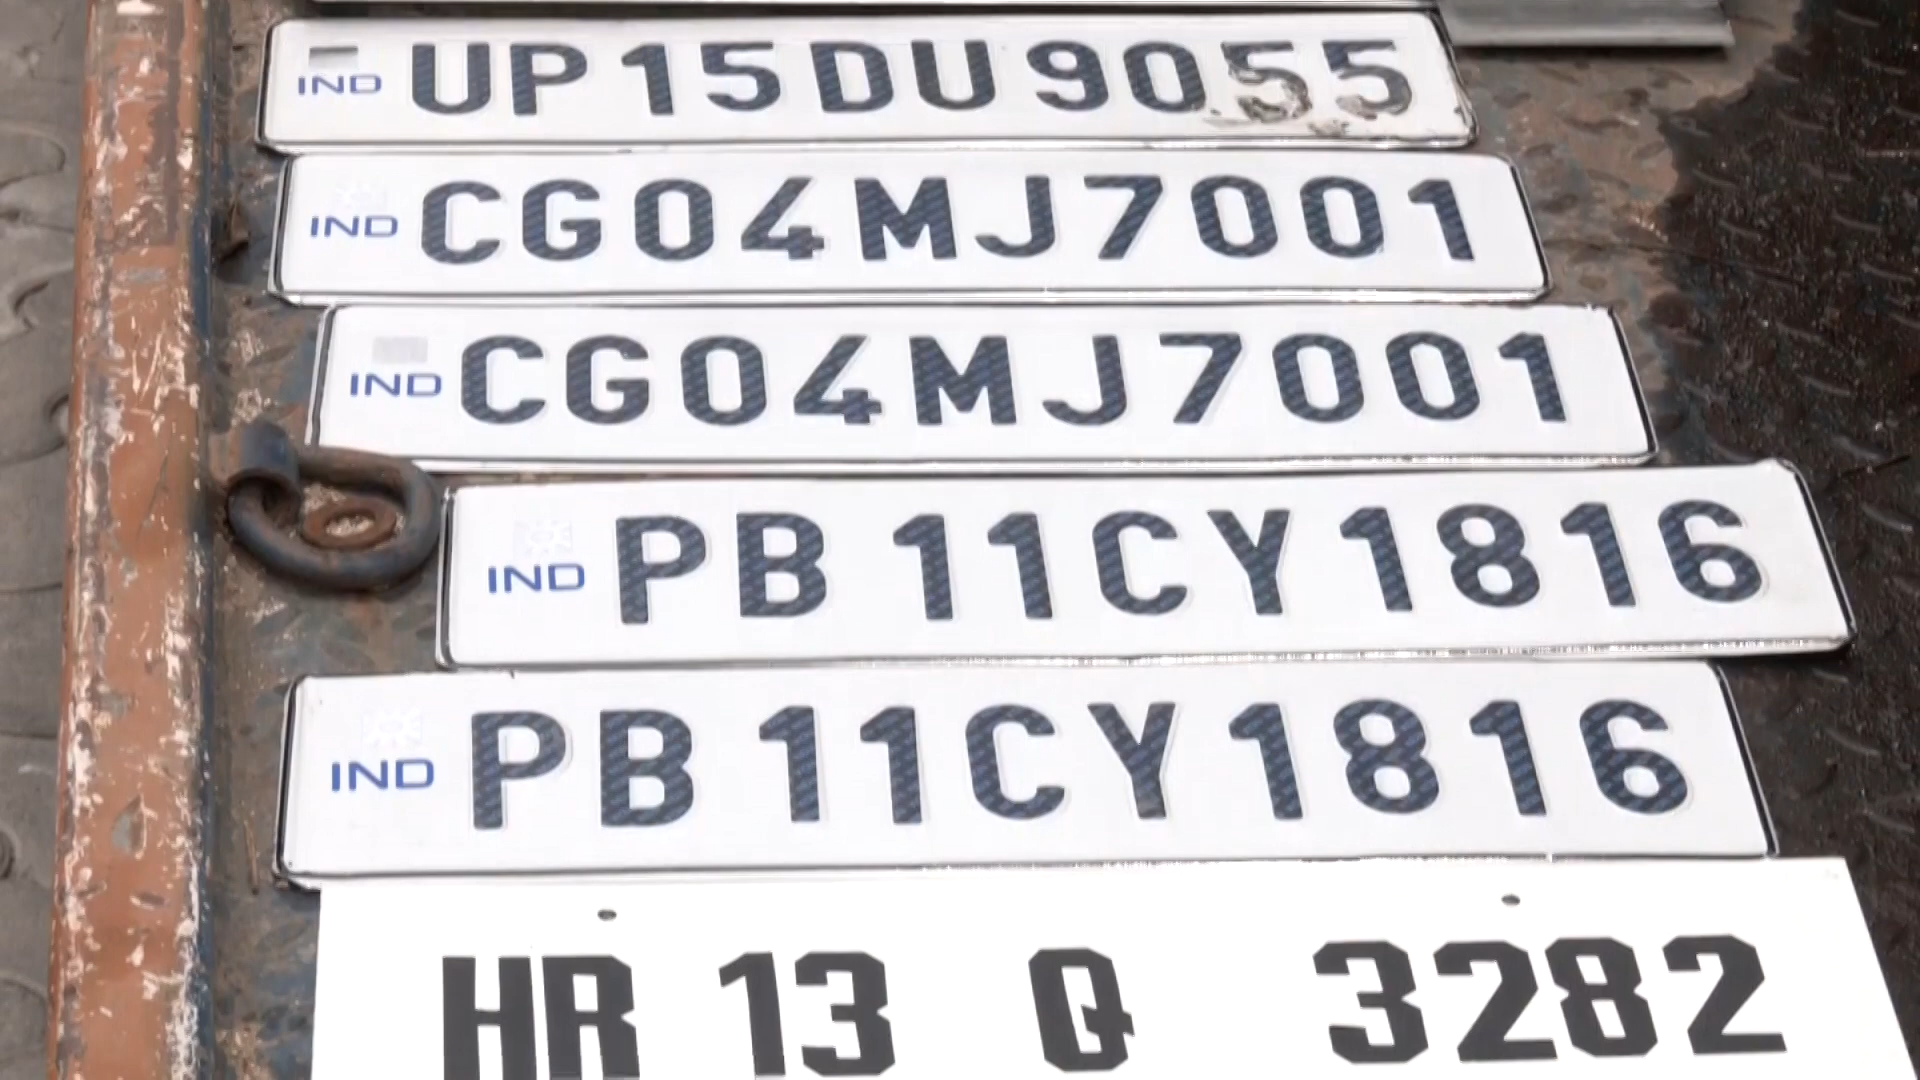 IND UP15DU9055
IND CG04MJ7001
IND CG04MJ7001
IND PB11CY1816
IND PB11CY1816
HR 13 Q 3282